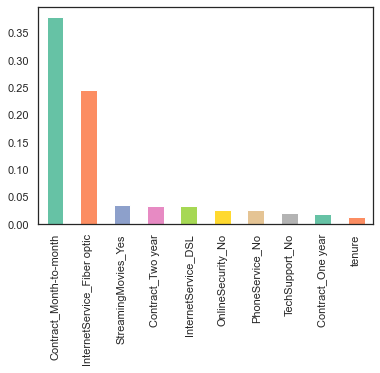 0.35
0.30
0.25
0.20
0.15
0.10
0.05
0.00
Contract_Month-to-month
InternetService_Fiber optic
StreamingMovies_Yes
Contract_Two year
InternetService_DSL
OnlineSecurity_No
PhoneService_No
TechSupport_No
Contract_One year
tenure